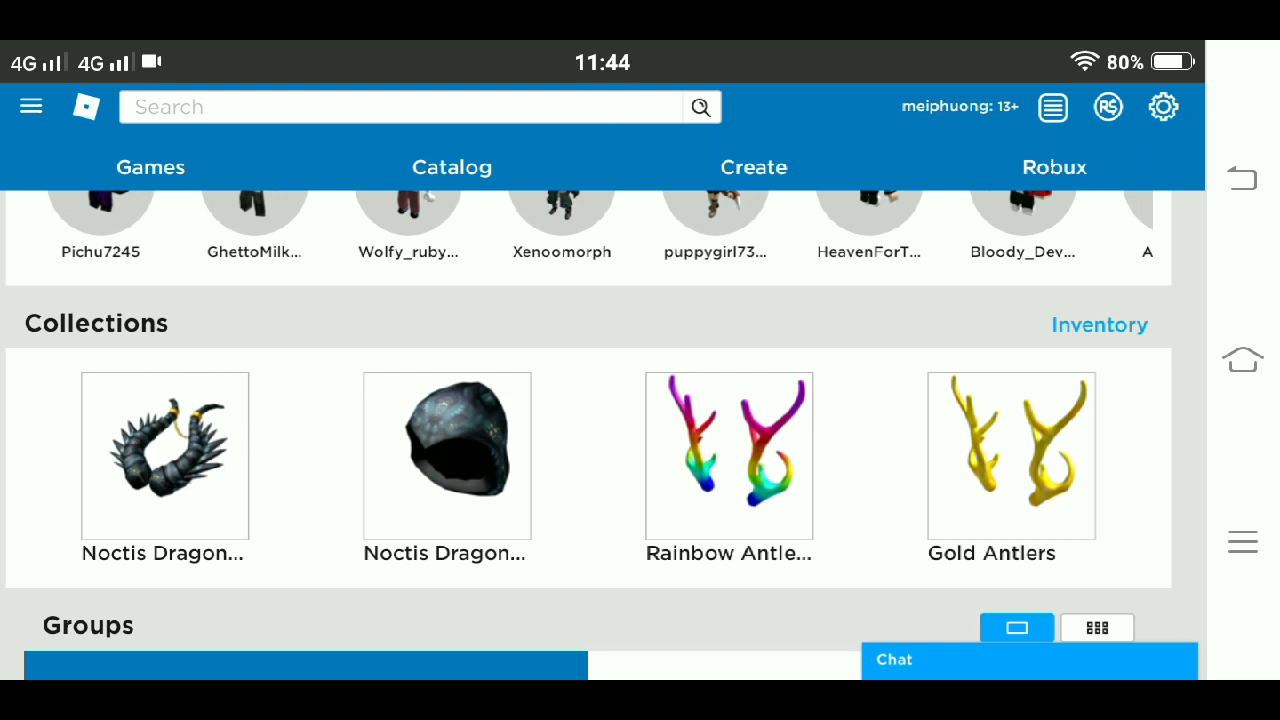 4G 4G 11:44 80%
Search meiphuong: 13+
Games Catalog Create Robux
Pichu7245 GhettoMilk... Wolfy_ruby... Xenoomorph puppygirl73... HeavenForT... Bloody_Dev... A
Collections Inventory
Noctis Dragon... Noctis Dragon... Rainbow Antle... Gold Antlers
Groups
Chat